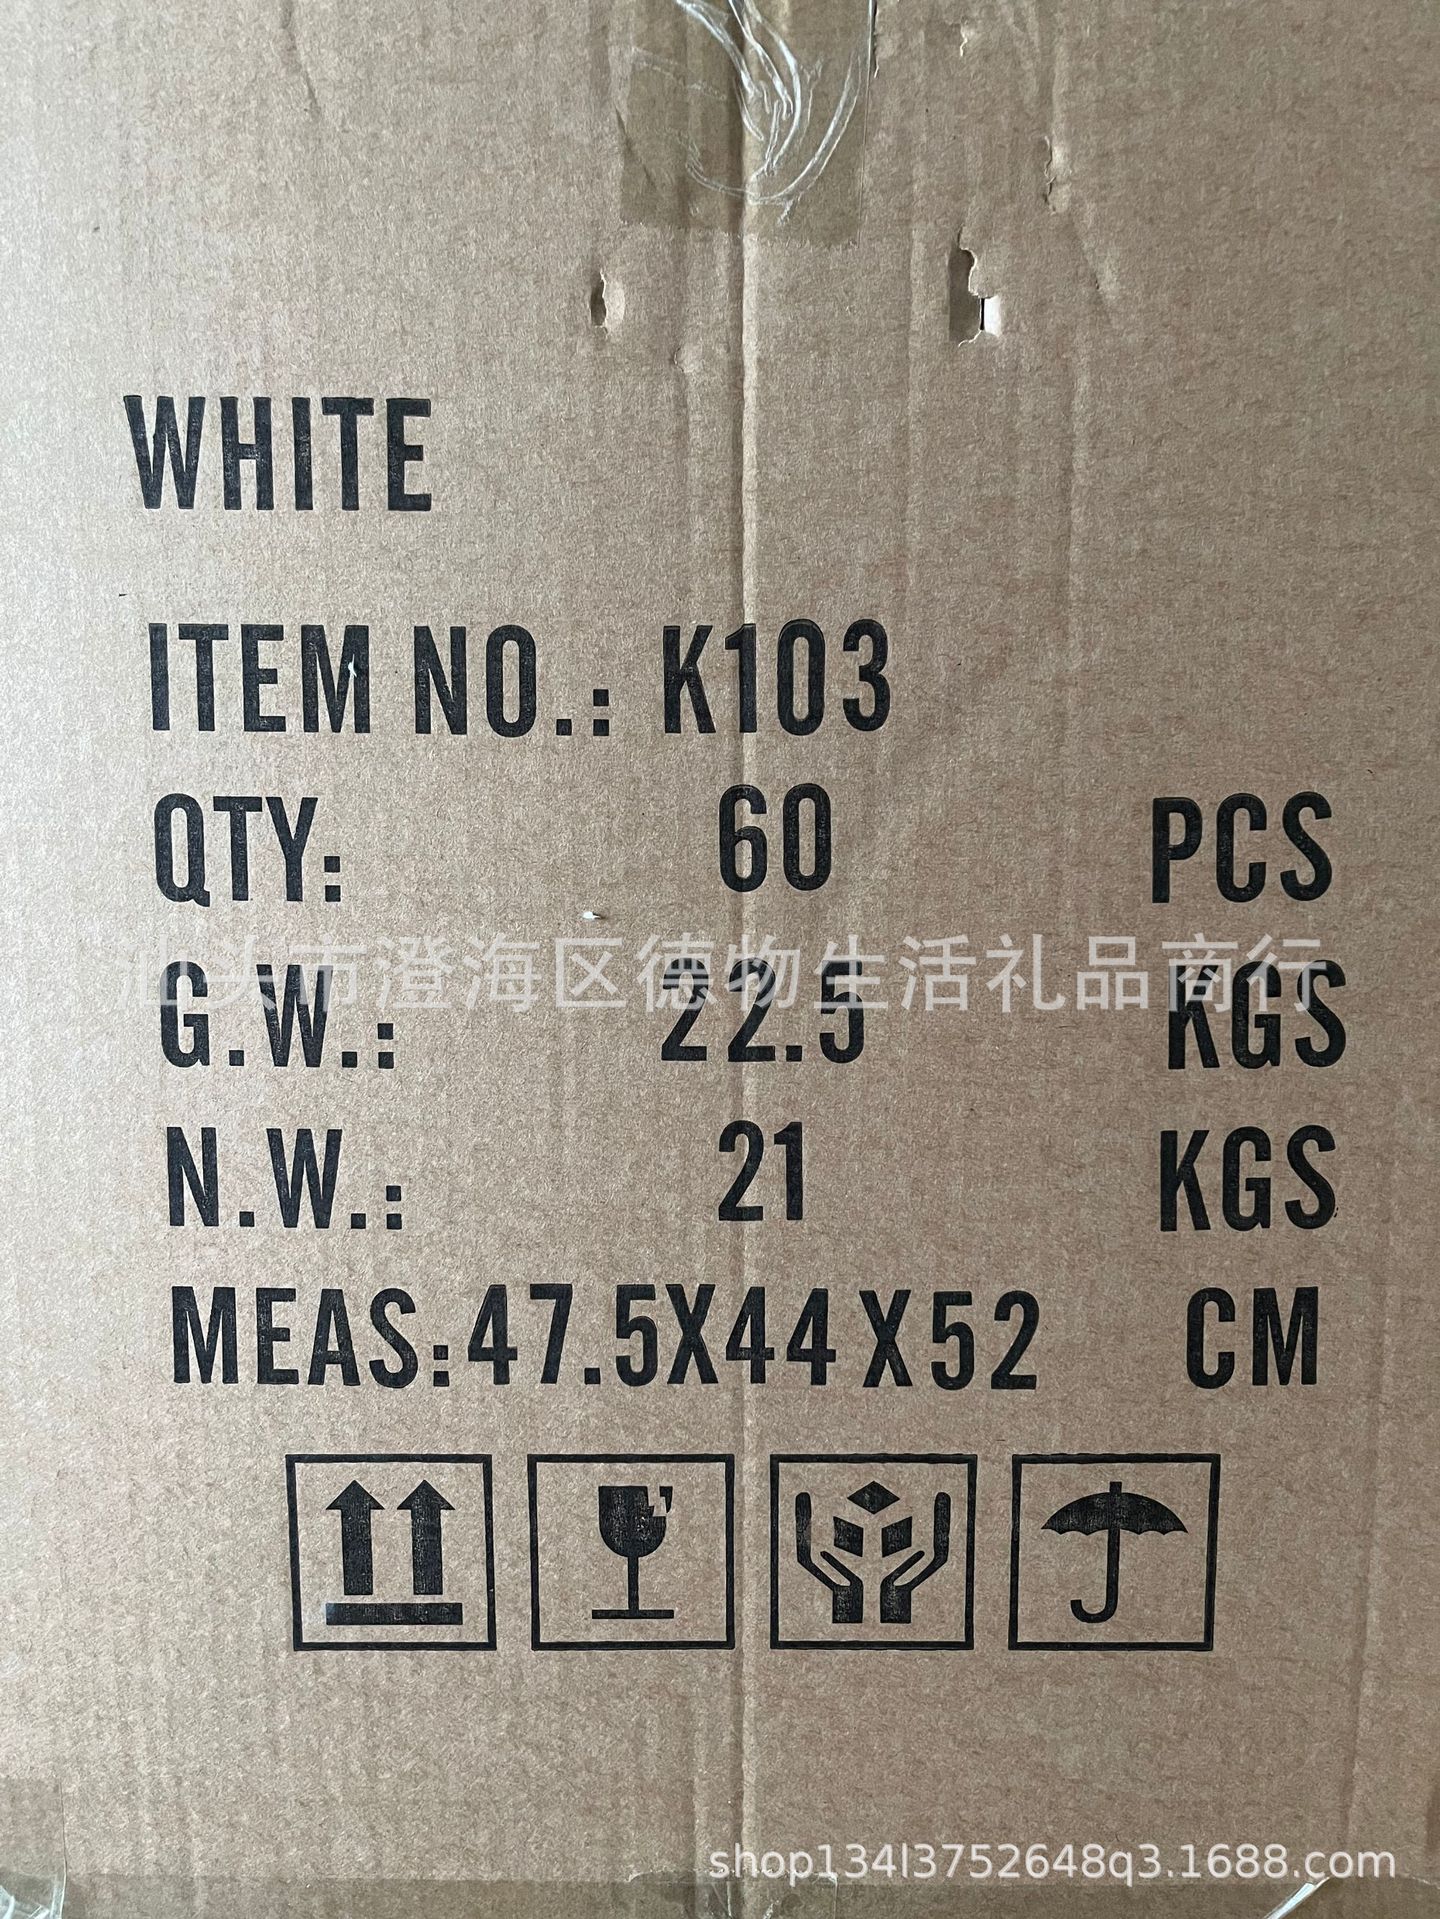 WHITE
ITEM NO.: K103
QTY: 60 PCS
汕头市澄海区德物生活礼品商行
G.W.: 22.5 KGS
N.W.: 21 KGS
MEAS:47.5X44X52 CM
shop134l3752648q3.1688.com